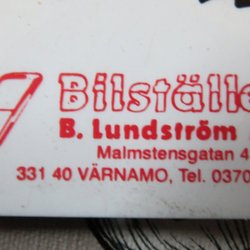 Bilställe
B. Lundström
Malmstensgatan 4
331 40 VÄRNAMO, Tel. 0370